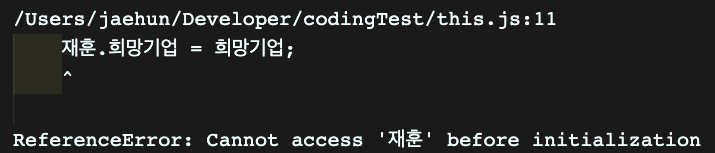 /Users/jaehun/Developer/codingTest/this.js:11
재훈.희망기업 = 희망기업;
^
ReferenceError: Cannot access '재훈' before initialization